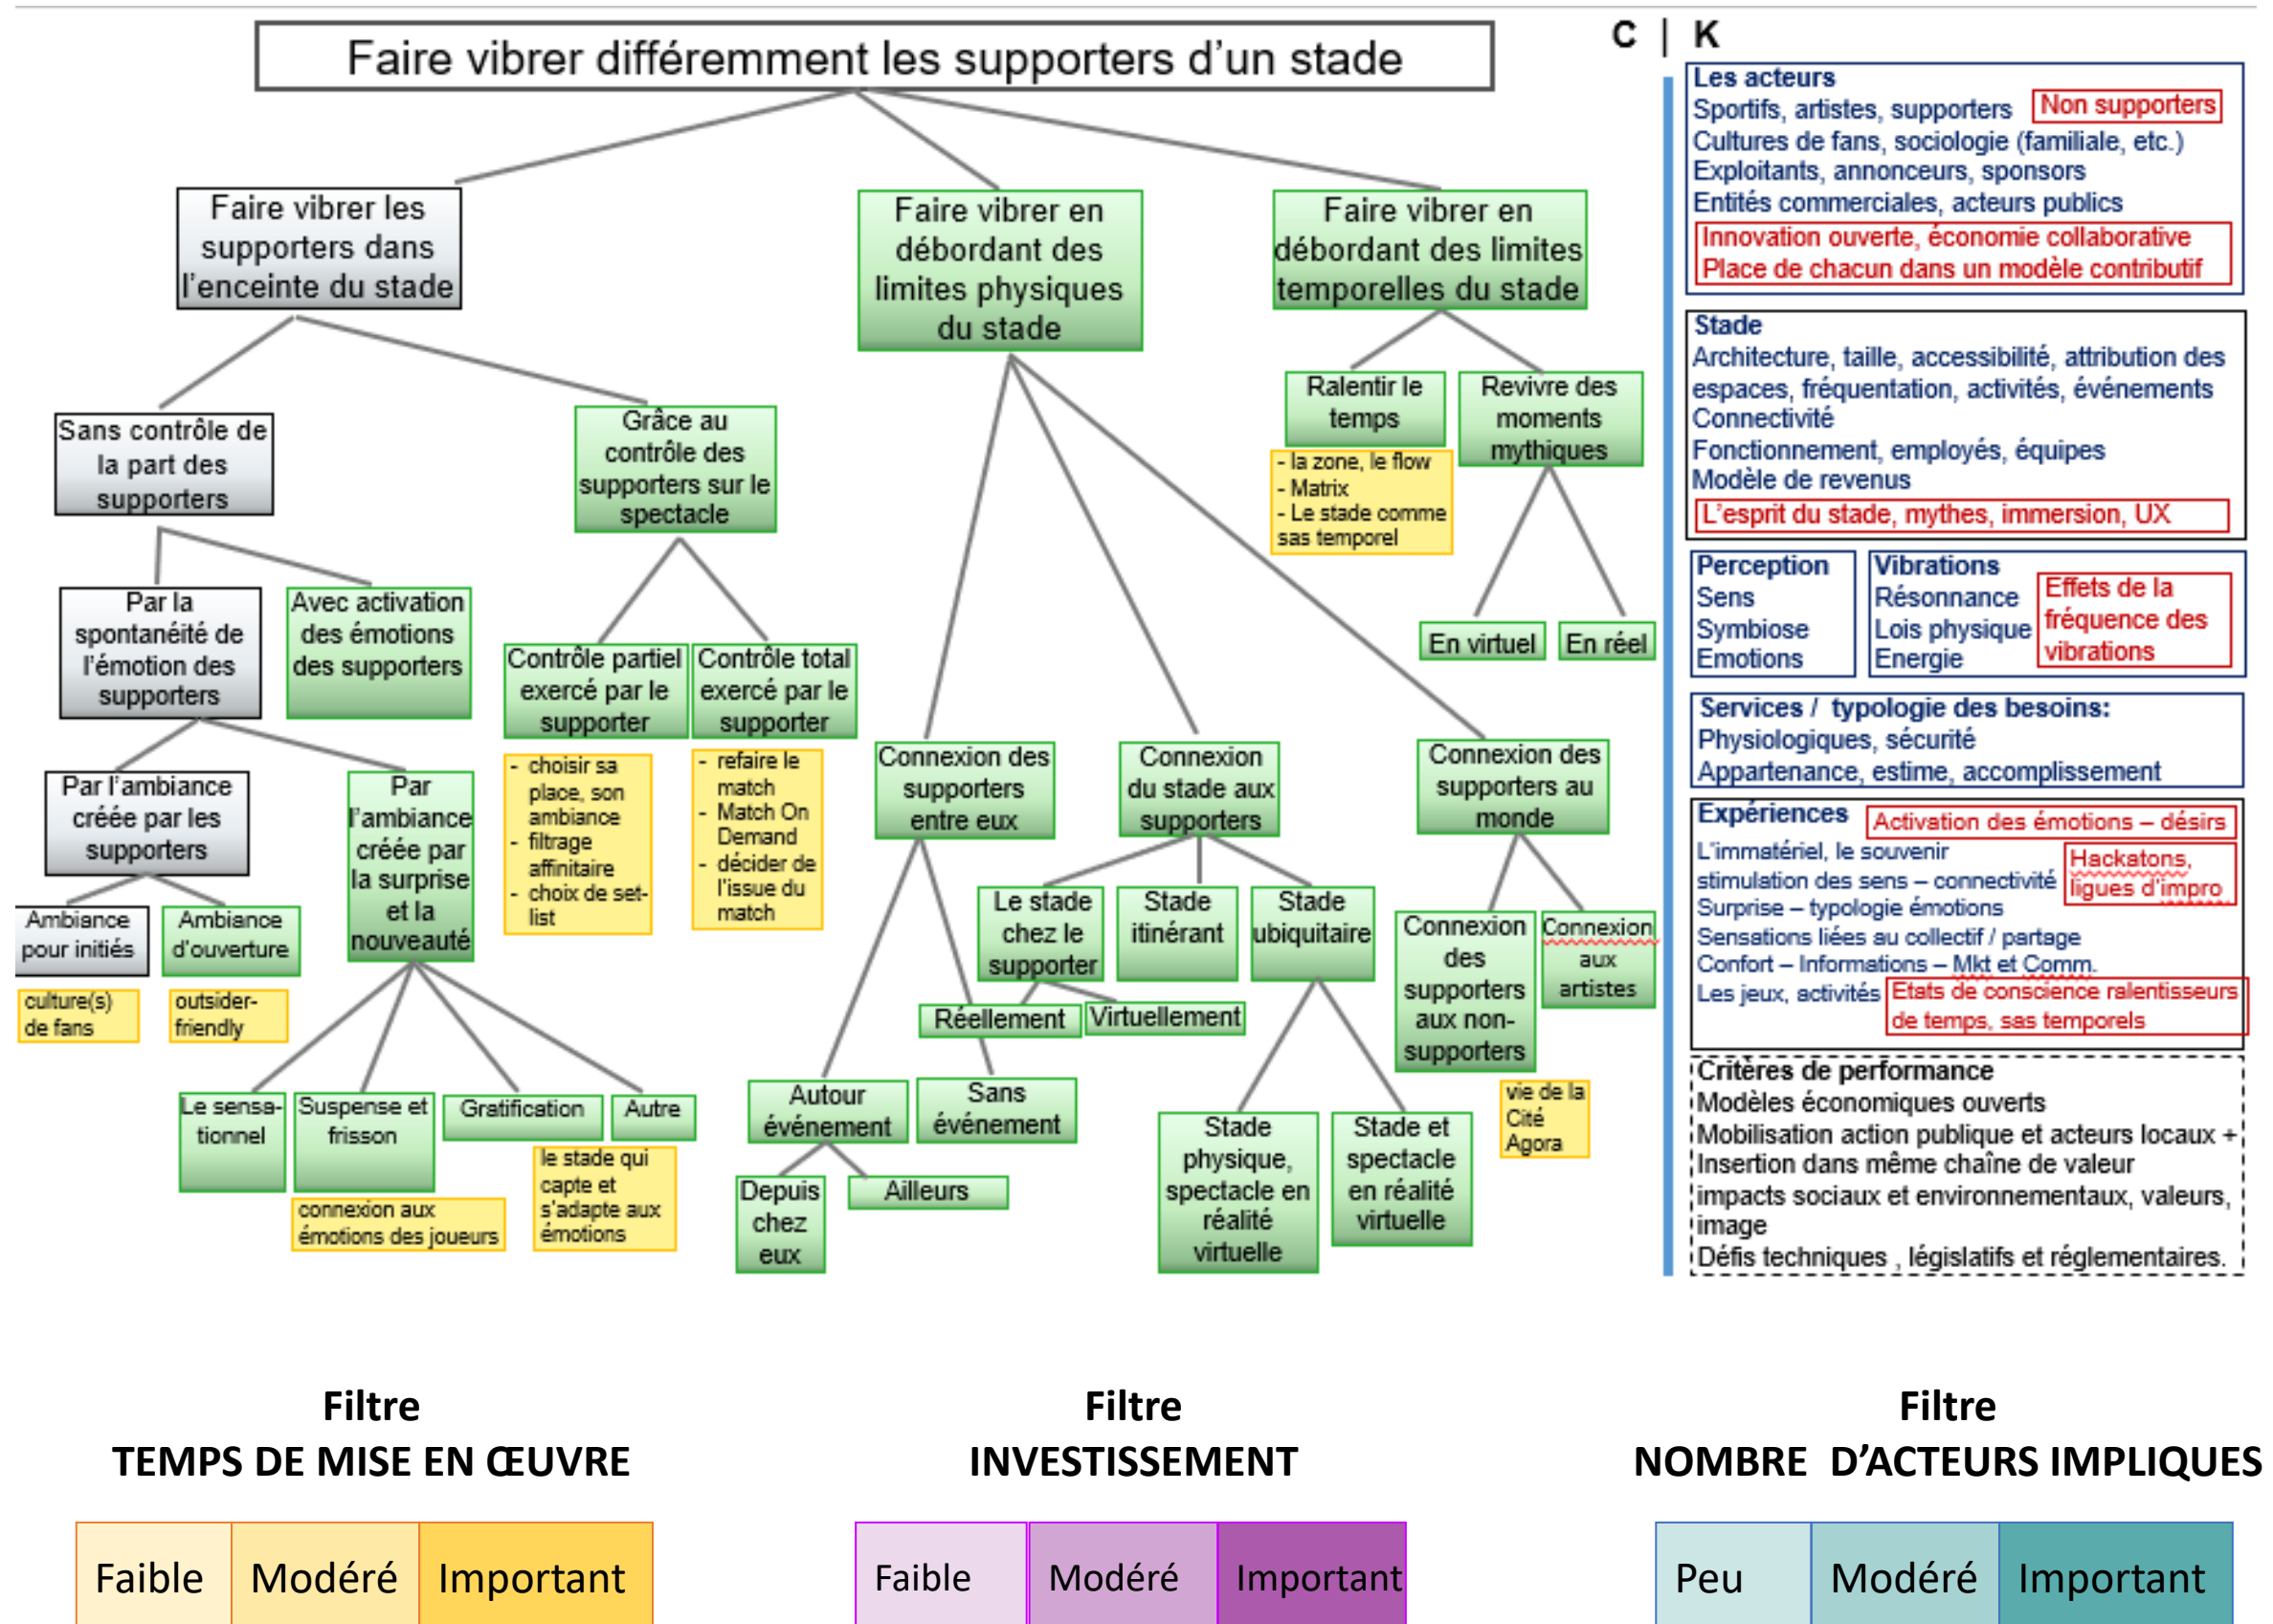 Faire vibrer différemment les supporters d’un stade
C | K
Faire vibrer les
supporters dans
l’enceinte du stade
Faire vibrer en
débordant des
limites physiques
du stade
Faire vibrer en
débordant des limites
temporelles du stade
Sans contrôle de
la part des
supporters
Grâce au
contrôle des
supporters sur le
spectacle
Ralentir le
temps
- la zone, le flow
- Matrix
- Le stade comme
sas temporel
Revivre des
moments
mythiques
En virtuel
En réel
Par la
spontanéité de
l’émotion des
supporters
Avec activation
des émotions
des supporters
Contrôle partiel
exercé par le
supporter
Contrôle total
exercé par le
supporter
- choisir sa
place, son
ambiance
- filtrage
affinitaire
- choix de set-
list
- refaire le
match
- Match On
Demand
- décider de
l’issue du
match
Par l’ambiance
créée par les
supporters
Par
l’ambiance
créée par
la surprise
et la
nouveauté
Ambiance
pour initiés
Ambiance
d’ouverture
culture(s)
de fans
outsider-
friendly
Le sensa-
tionnel
Suspense et
frisson
Gratification
Autre
connexion aux
émotions des joueurs
le stade qui
capte et
s’adapte aux
émotions
Connexion des
supporters
entre eux
Connexion
du stade aux
supporters
Connexion des
supporters au
monde
Le stade
chez le
supporter
Stade
itinérant
Stade
ubiquitaire
Connexion
des
supporters
aux non-
supporters
Connexion
aux
artistes
Réellement
Virtuellement
Autour
événement
Sans
événement
Depuis
chez
eux
Ailleurs
Stade
physique,
spectacle en
réalité
virtuelle
Stade et
spectacle
en réalité
virtuelle
vie de la
Cité
Agora
Les acteurs
Sportifs, artistes, supporters
Non supporters
Cultures de fans, sociologie (familiale, etc.)
Exploitants, annonceurs, sponsors
Entités commerciales, acteurs publics
Innovation ouverte, économie collaborative
Place de chacun dans un modèle contributif
Stade
Architecture, taille, accessibilité, attribution des
espaces, fréquentation, activités, événements
Connectivité
Fonctionnement, employés, équipes
Modèle de revenus
L’esprit du stade, mythes, immersion, UX
Perception
Sens
Symbiose
Emotions
Vibrations
Résonnance
Lois physique
Energie
Effets de la
fréquence des
vibrations
Services / typologie des besoins:
Physiologiques, sécurité
Appartenance, estime, accomplissement
Expériences
Activation des émotions – désirs
L’immatériel, le souvenir
stimulation des sens – connectivité
Hackatons,
ligues d’impro
Surprise – typologie émotions
Sensations liées au collectif / partage
Confort – Informations – Mkt et Comm.
Les jeux, activités
Etats de conscience ralentisseurs
de temps, sas temporels
Critères de performance
Modèles économiques ouverts
Mobilisation action publique et acteurs locaux +
Insertion dans même chaîne de valeur
impacts sociaux et environnementaux, valeurs,
image
Défis techniques , législatifs et réglementaires.
Filtre
TEMPS DE MISE EN ŒUVRE
Faible Modéré Important
Filtre
INVESTISSEMENT
Faible Modéré Important
Filtre
NOMBRE D’ACTEURS IMPLIQUES
Peu Modéré Important